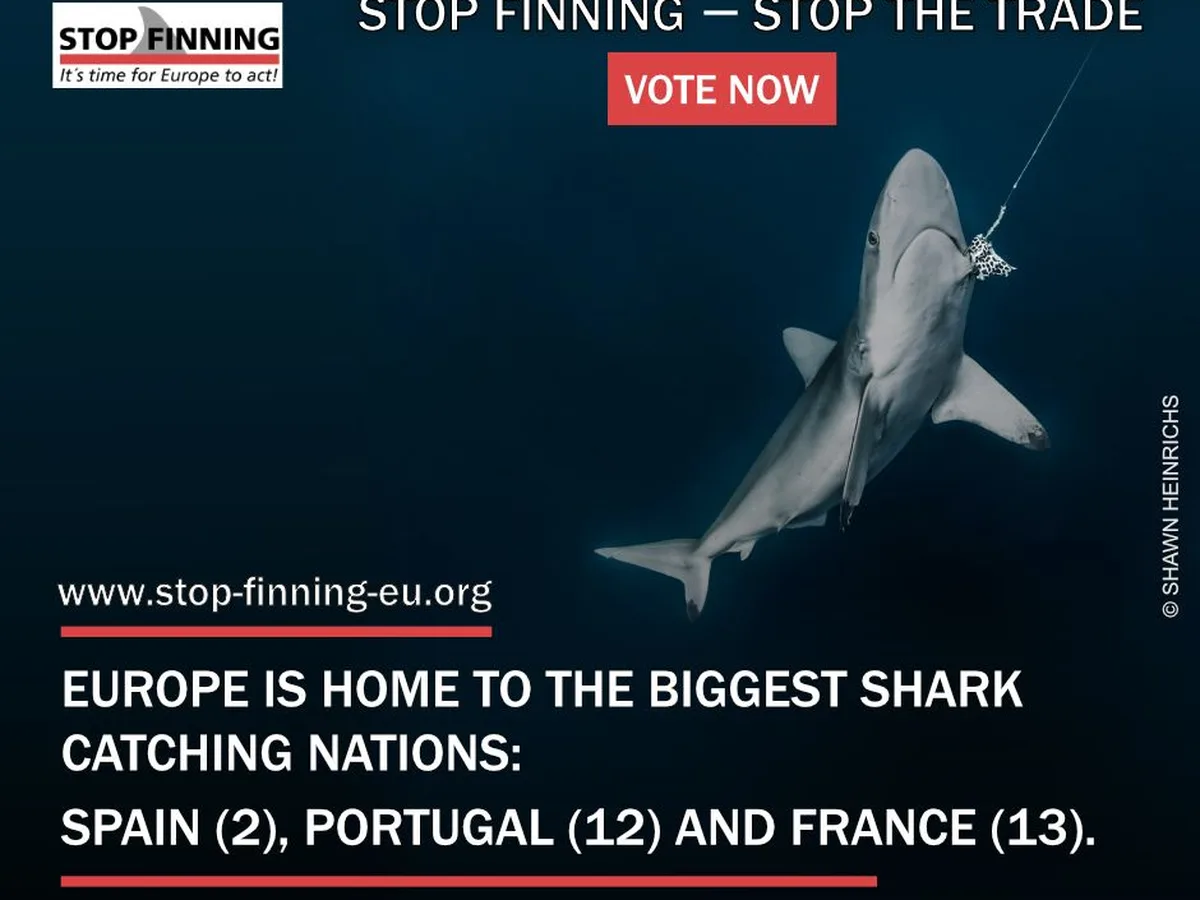 STOP FINNING
It´s time for Europe to act!
STOP FINNING — STOP THE TRADE
VOTE NOW
© SHAWN HEINRICHS
www.stop-finning-eu.org
EUROPE IS HOME TO THE BIGGEST SHARK
CATCHING NATIONS:
SPAIN (2), PORTUGAL (12) AND FRANCE (13).